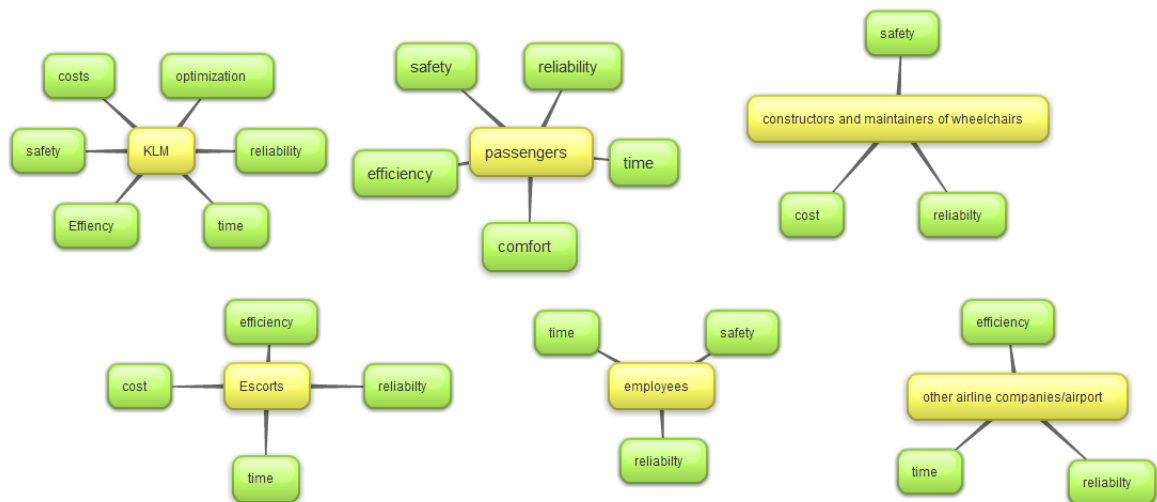 costs
optimization
safety
KLM
reliability
Effiency
time
safety
reliability
passengers
efficiency
time
comfort
safety
constructors and maintainers of wheelchairs
cost
reliabilty
efficiency
cost
Escorts
reliabilty
time
time
safety
employees
reliabilty
efficiency
other airline companies/airport
time
reliabilty